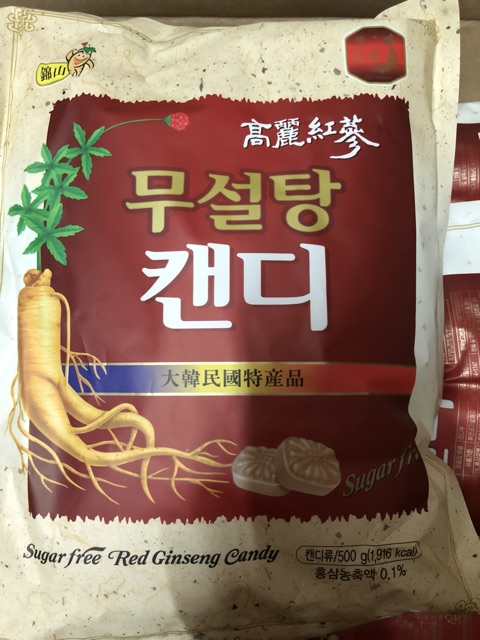 錦山
高麗紅蔘
무설탕
캔디
大韓民國特産品
Sugar free
Sugar free Red Ginseng Candy
캔디류/500 g(1,916 kcal)
홍삼농축액 0.1%